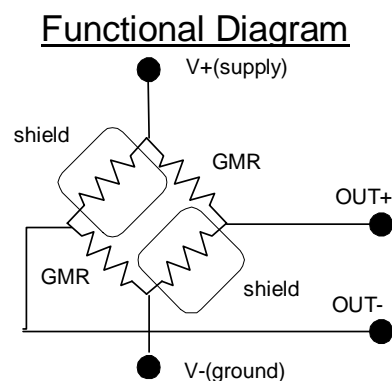 Functional Diagram
V+(supply)
shield
GMR
OUT+
GMR
shield
OUT-
V-(ground)